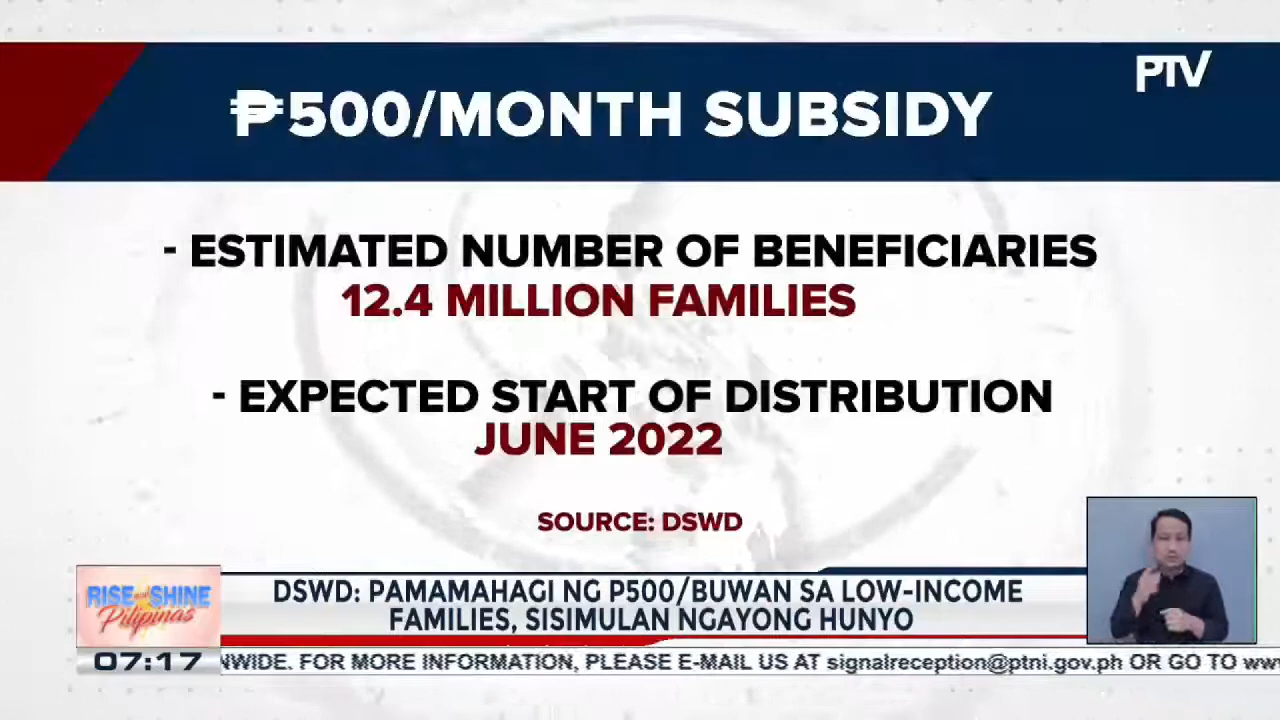 PTV
₱500/MONTH SUBSIDY
- ESTIMATED NUMBER OF BENEFICIARIES
12.4 MILLION FAMILIES
- EXPECTED START OF DISTRIBUTION
JUNE 2022
SOURCE: DSWD
RISE and SHINE
Pilipinas
DSWD: PAMAMAHAGI NG P500/BUWAN SA LOW-INCOME
FAMILIES, SISIMULAN NGAYONG HUNYO
07:17
NWIDE. FOR MORE INFORMATION, PLEASE E-MAIL US AT signalreception@ptni.gov.ph OR GO TO www